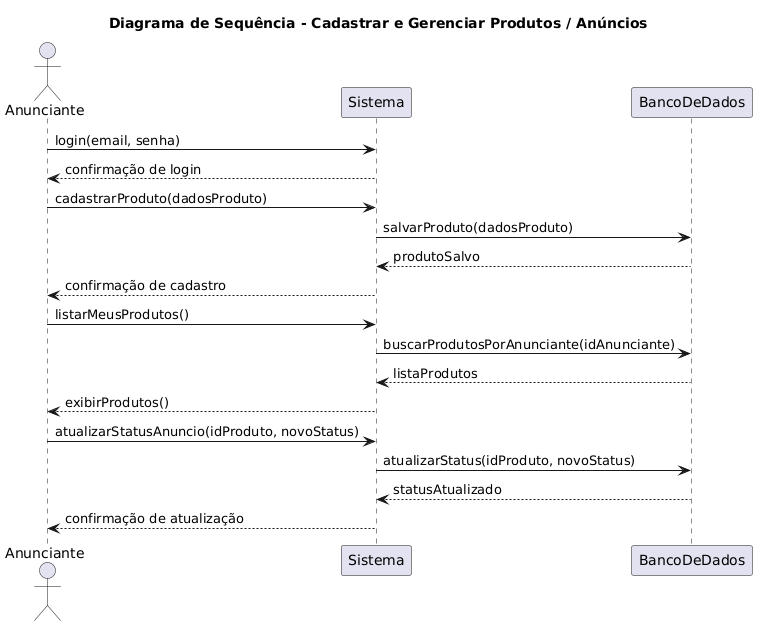 Diagrama de Sequência - Cadastrar e Gerenciar Produtos / Anúncios
Anunciante
Sistema
BancoDeDados
login(email, senha)
confirmação de login
cadastrarProduto(dadosProduto)
salvarProduto(dadosProduto)
produtoSalvo
confirmação de cadastro
listarMeusProdutos()
buscarProdutosPorAnunciante(idAnunciante)
listaProdutos
exibirProdutos()
atualizarStatusAnuncio(idProduto, novoStatus)
atualizarStatus(idProduto, novoStatus)
statusAtualizado
confirmação de atualização
Anunciante
Sistema
BancoDeDados